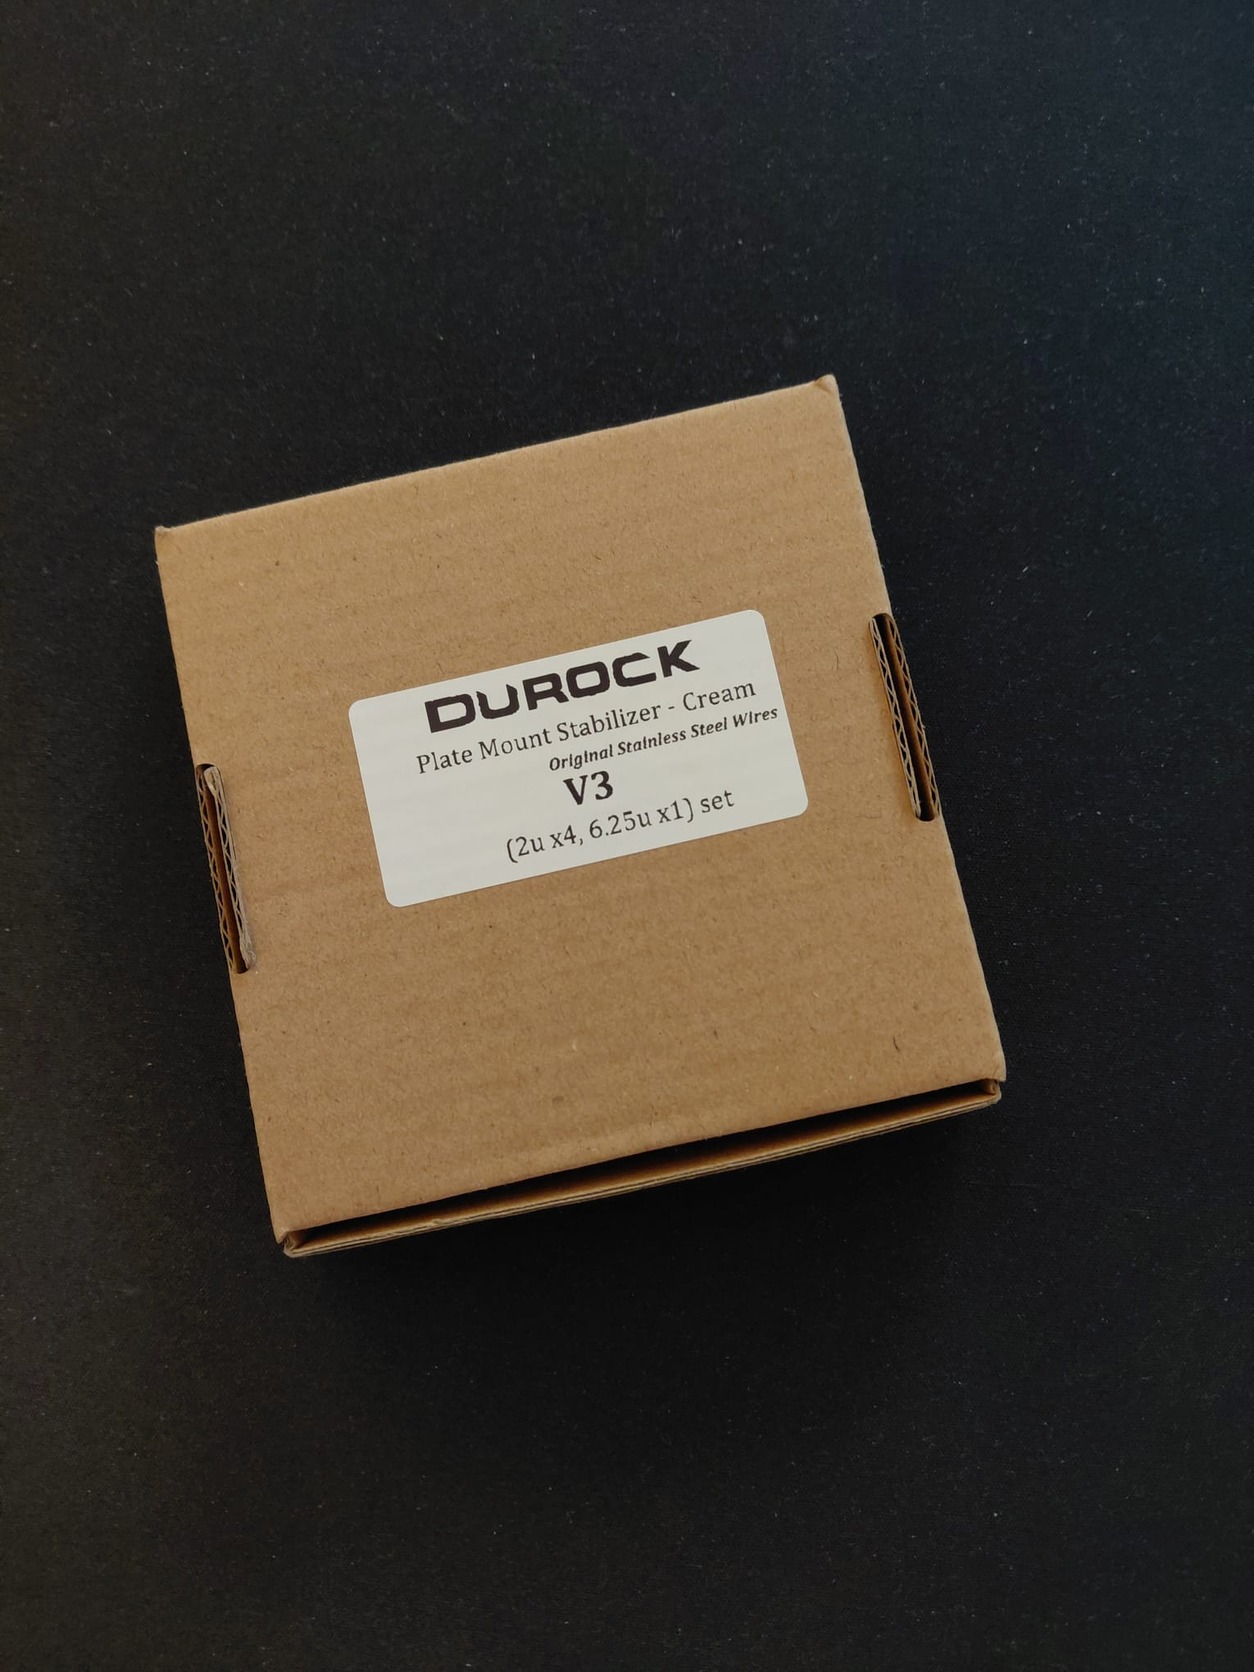 DUROCK
Plate Mount Stabilizer - Cream
Original Stainless Steel Wires
V3
(2u x4, 6.25u x1) set